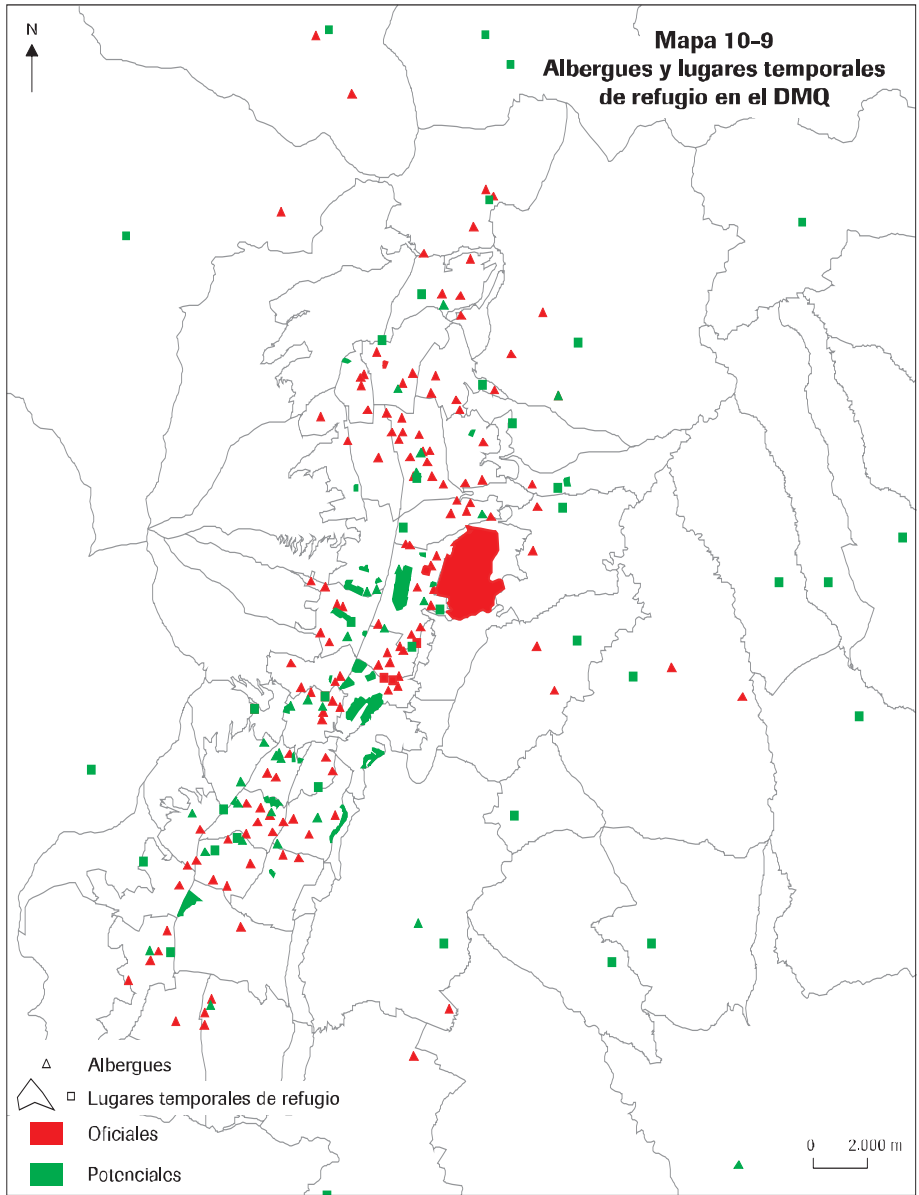 N
Mapa 10-9
Albergues y lugares temporales
de refugio en el DMQ
Albergues
Lugares temporales de refugio
Oficiales
Potenciales
0 2.000 m